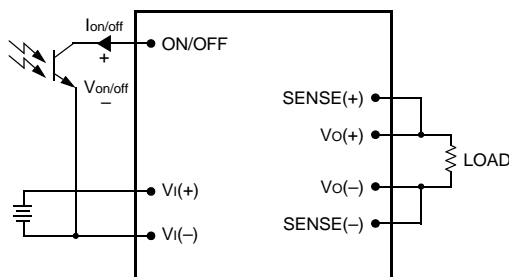 Ion/off
ON/OFF
+
Von/off
–
SENSE(+)
VO(+)
LOAD
VI(+)
VO(–)
VI(–)
SENSE(–)